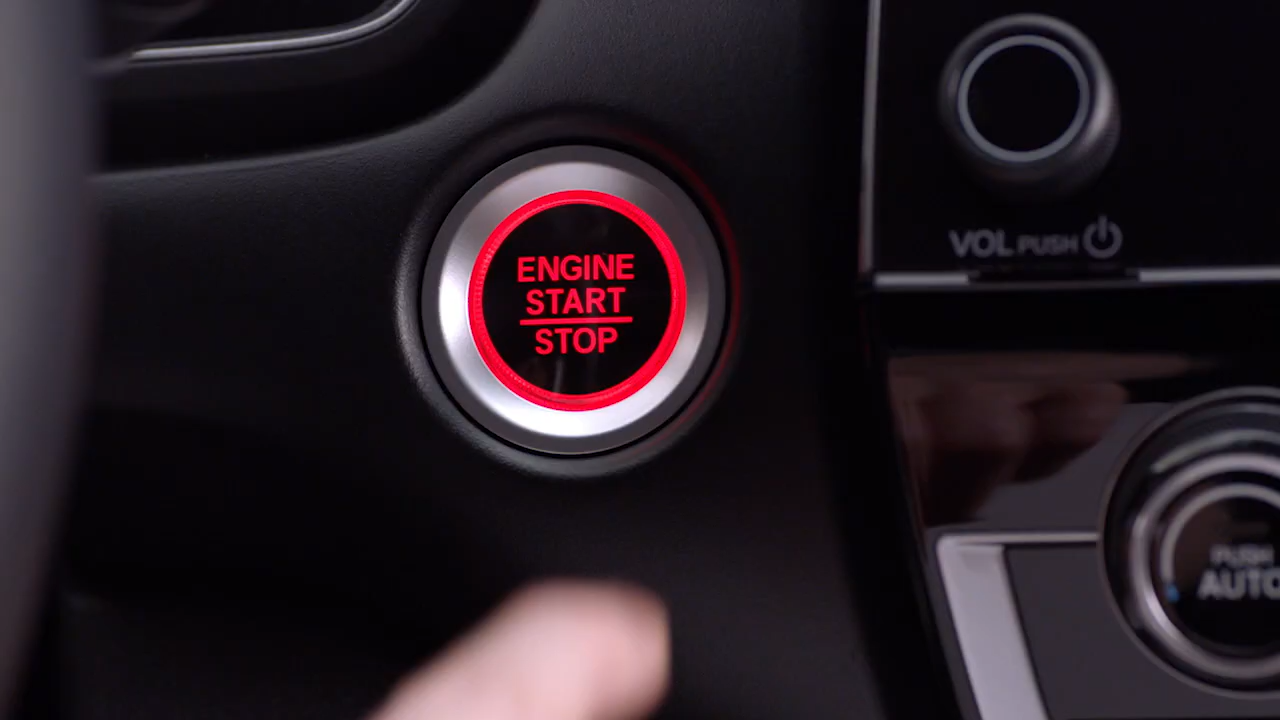 ENGINE
START
STOP
VOL PUSH
PUSH
AUTO